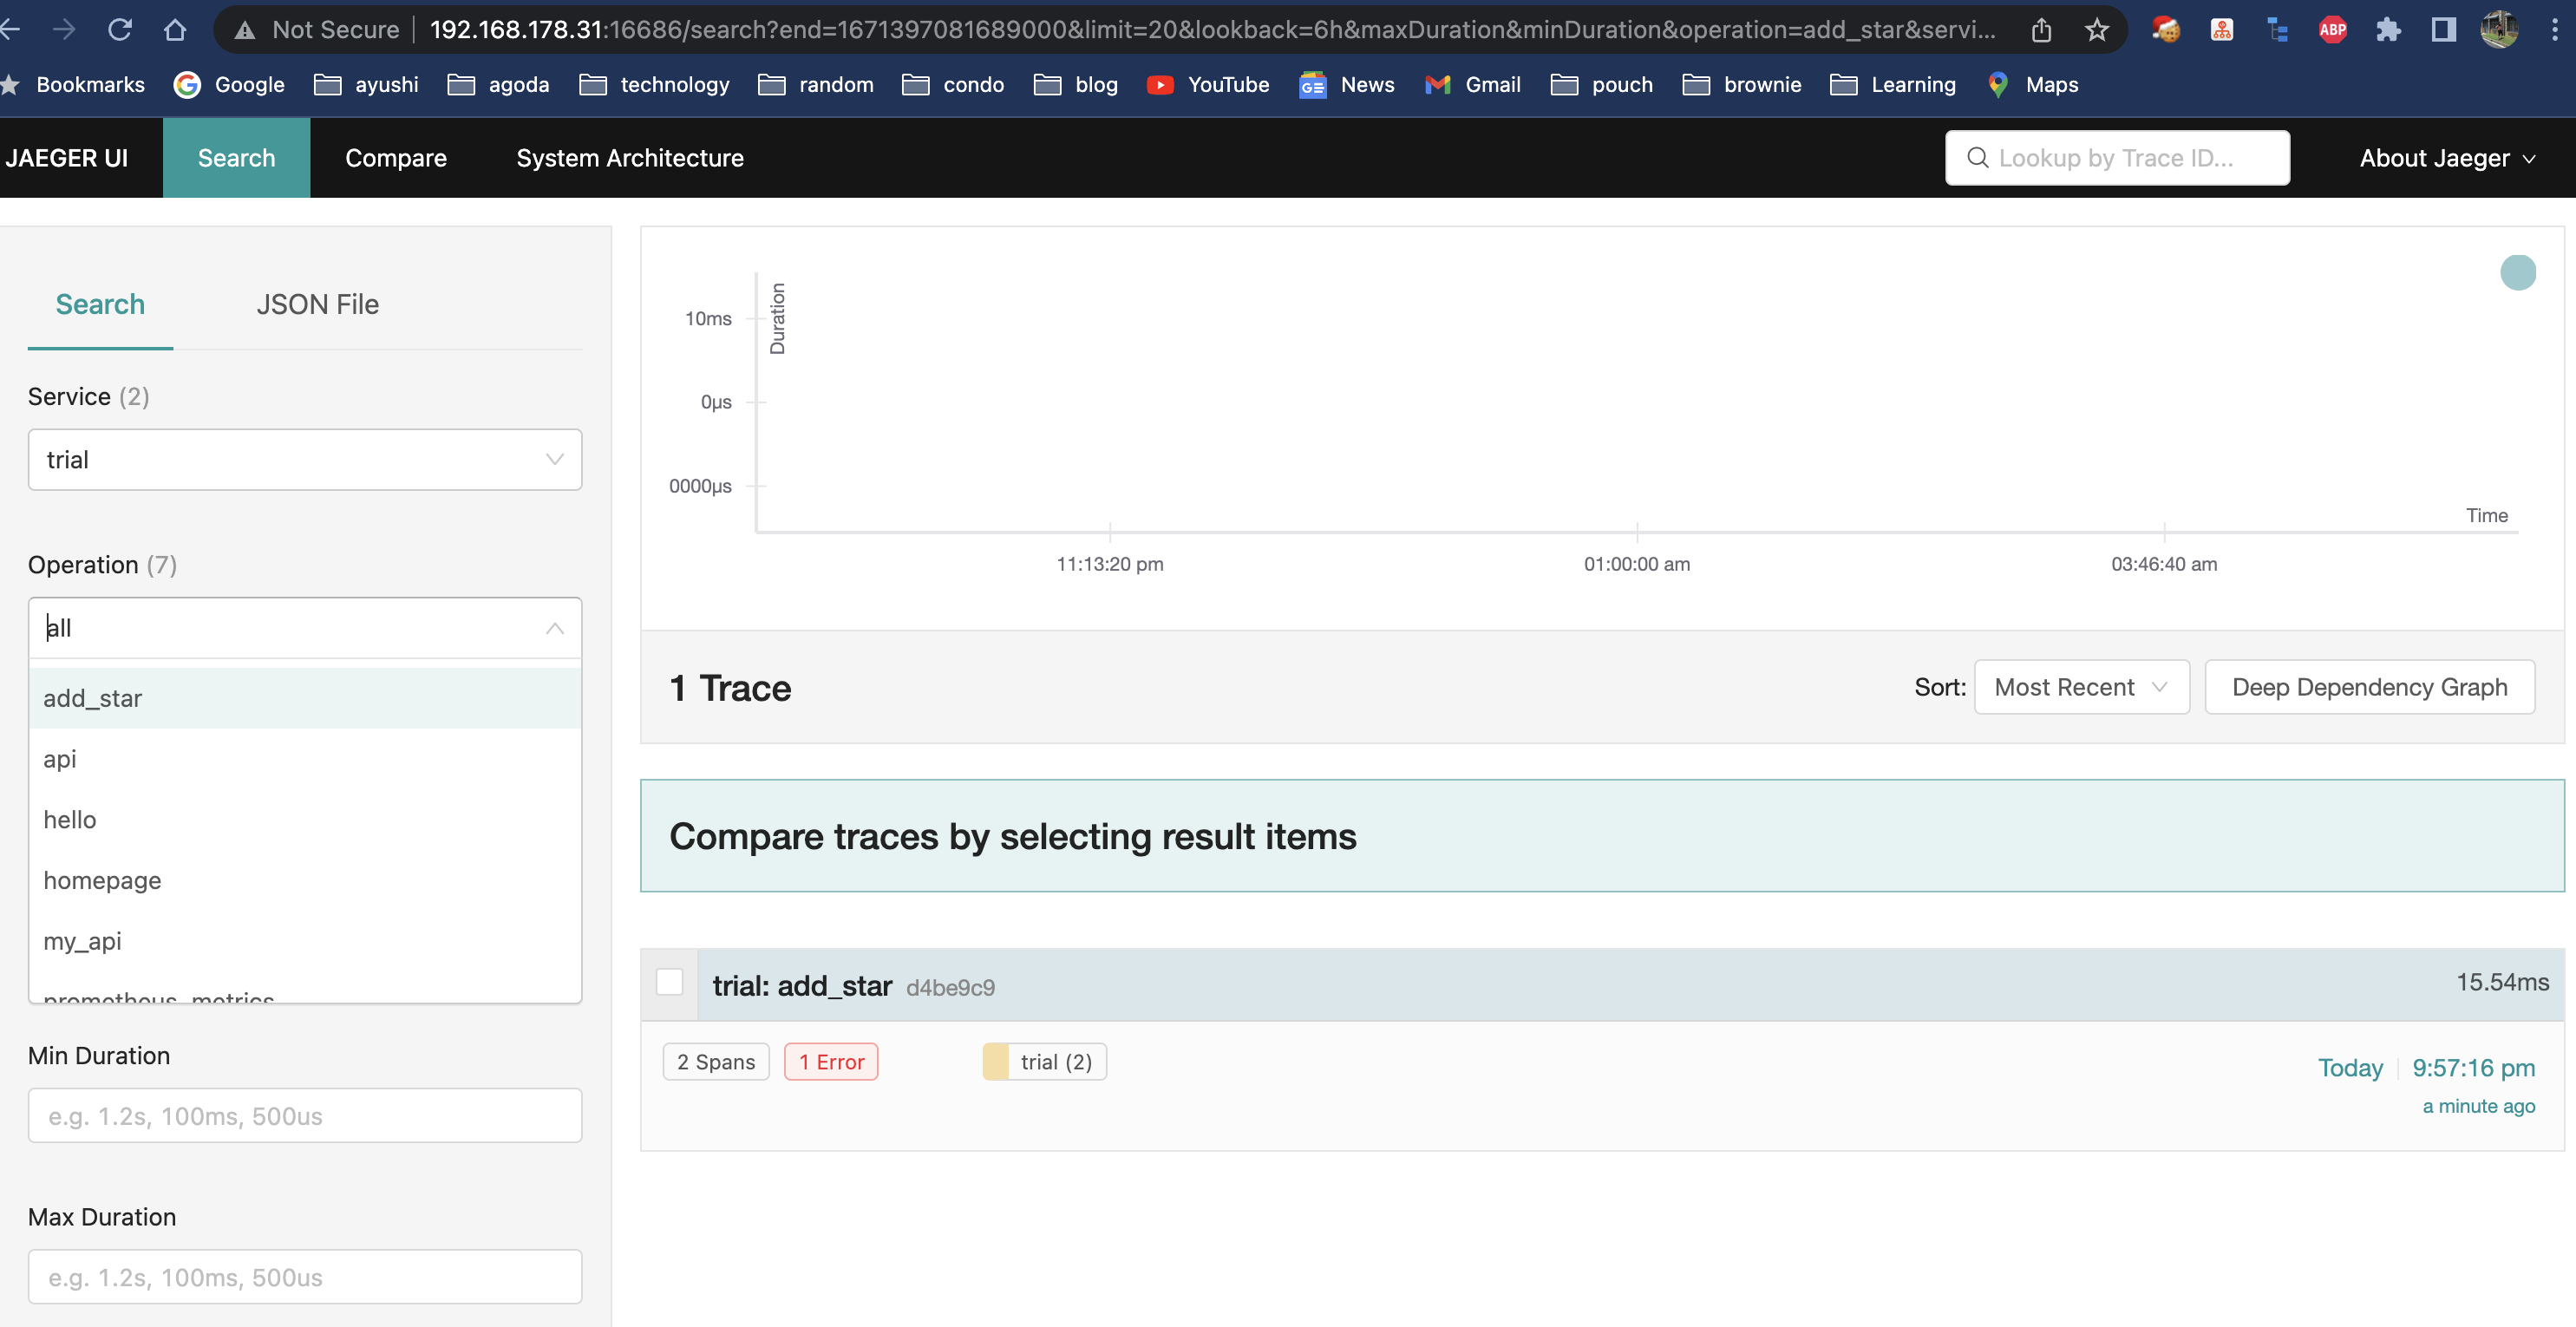 Not Secure 192.168.178.31:16686/search?end=1671397081689000&limit=20&lookback=6h&maxDuration&minDuration&operation=add_star&servi...
ABP
Bookmarks Google ayushi agoda technology random condo blog YouTube GE News Gmail pouch brownie Learning Maps
JAEGER UI Search Compare System Architecture Lookup by Trace ID... About Jaeger
Search JSON File
Service (2)
trial
Operation (7)
all
add_star
api
hello
homepage
my_api
prometheus_metrics
Min Duration
e.g. 1.2s, 100ms, 500us
Max Duration
e.g. 1.2s, 100ms, 500us
Duration
10ms
0μs
0000μs
Time
11:13:20 pm 01:00:00 am 03:46:40 am
1 Trace Sort: Most Recent Deep Dependency Graph
Compare traces by selecting result items
trial: add_star d4be9c9 15.54ms
2 Spans 1 Error trial (2) Today 9:57:16 pm
a minute ago